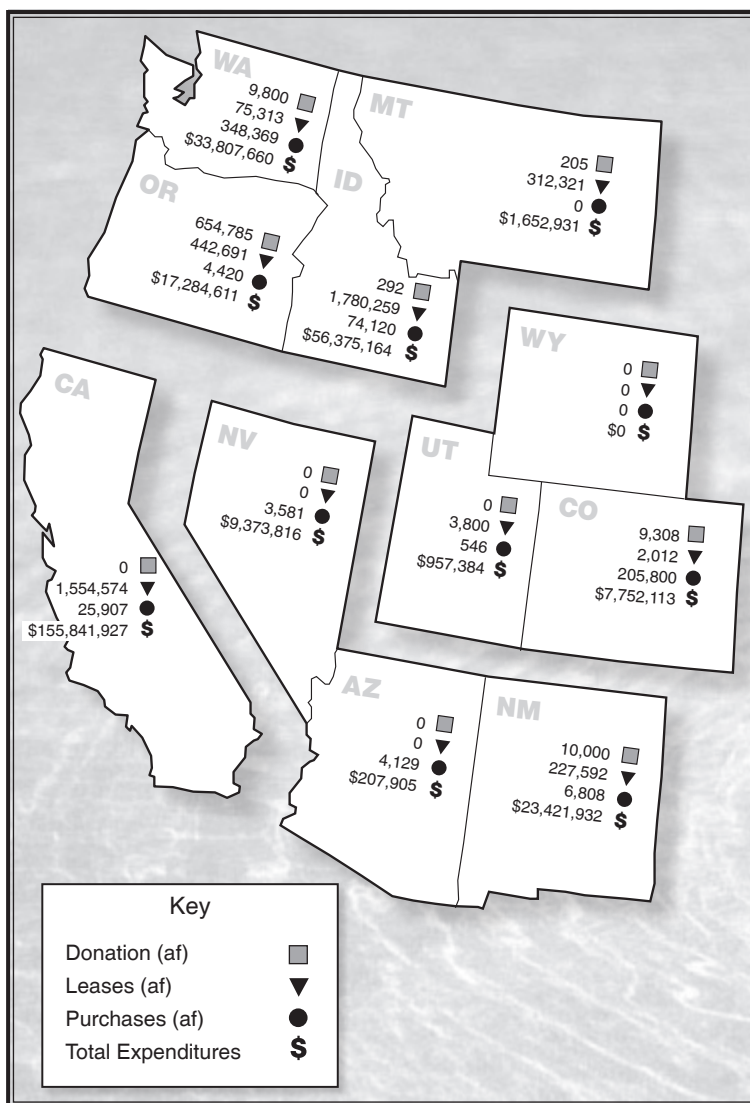 WA
9,800
75,313
348,369
$33,807,660 $
MT
205
312,321
0
$1,652,931 $
OR
654,785
442,691
4,420
$17,284,611 $
ID
292
1,780,259
74,120
$56,375,164 $
WY
0
0
0
$0 $
CA
0
1,554,574
25,907
$155,841,927 $
NV
0
0
3,581
$9,373,816 $
UT
0
3,800
546
$957,384 $
CO
9,308
2,012
205,800
$7,752,113 $
AZ
0
0
4,129
$207,905 $
NM
10,000
227,592
6,808
$23,421,932 $
Key
Donation (af)
Leases (af)
Purchases (af)
Total Expenditures $